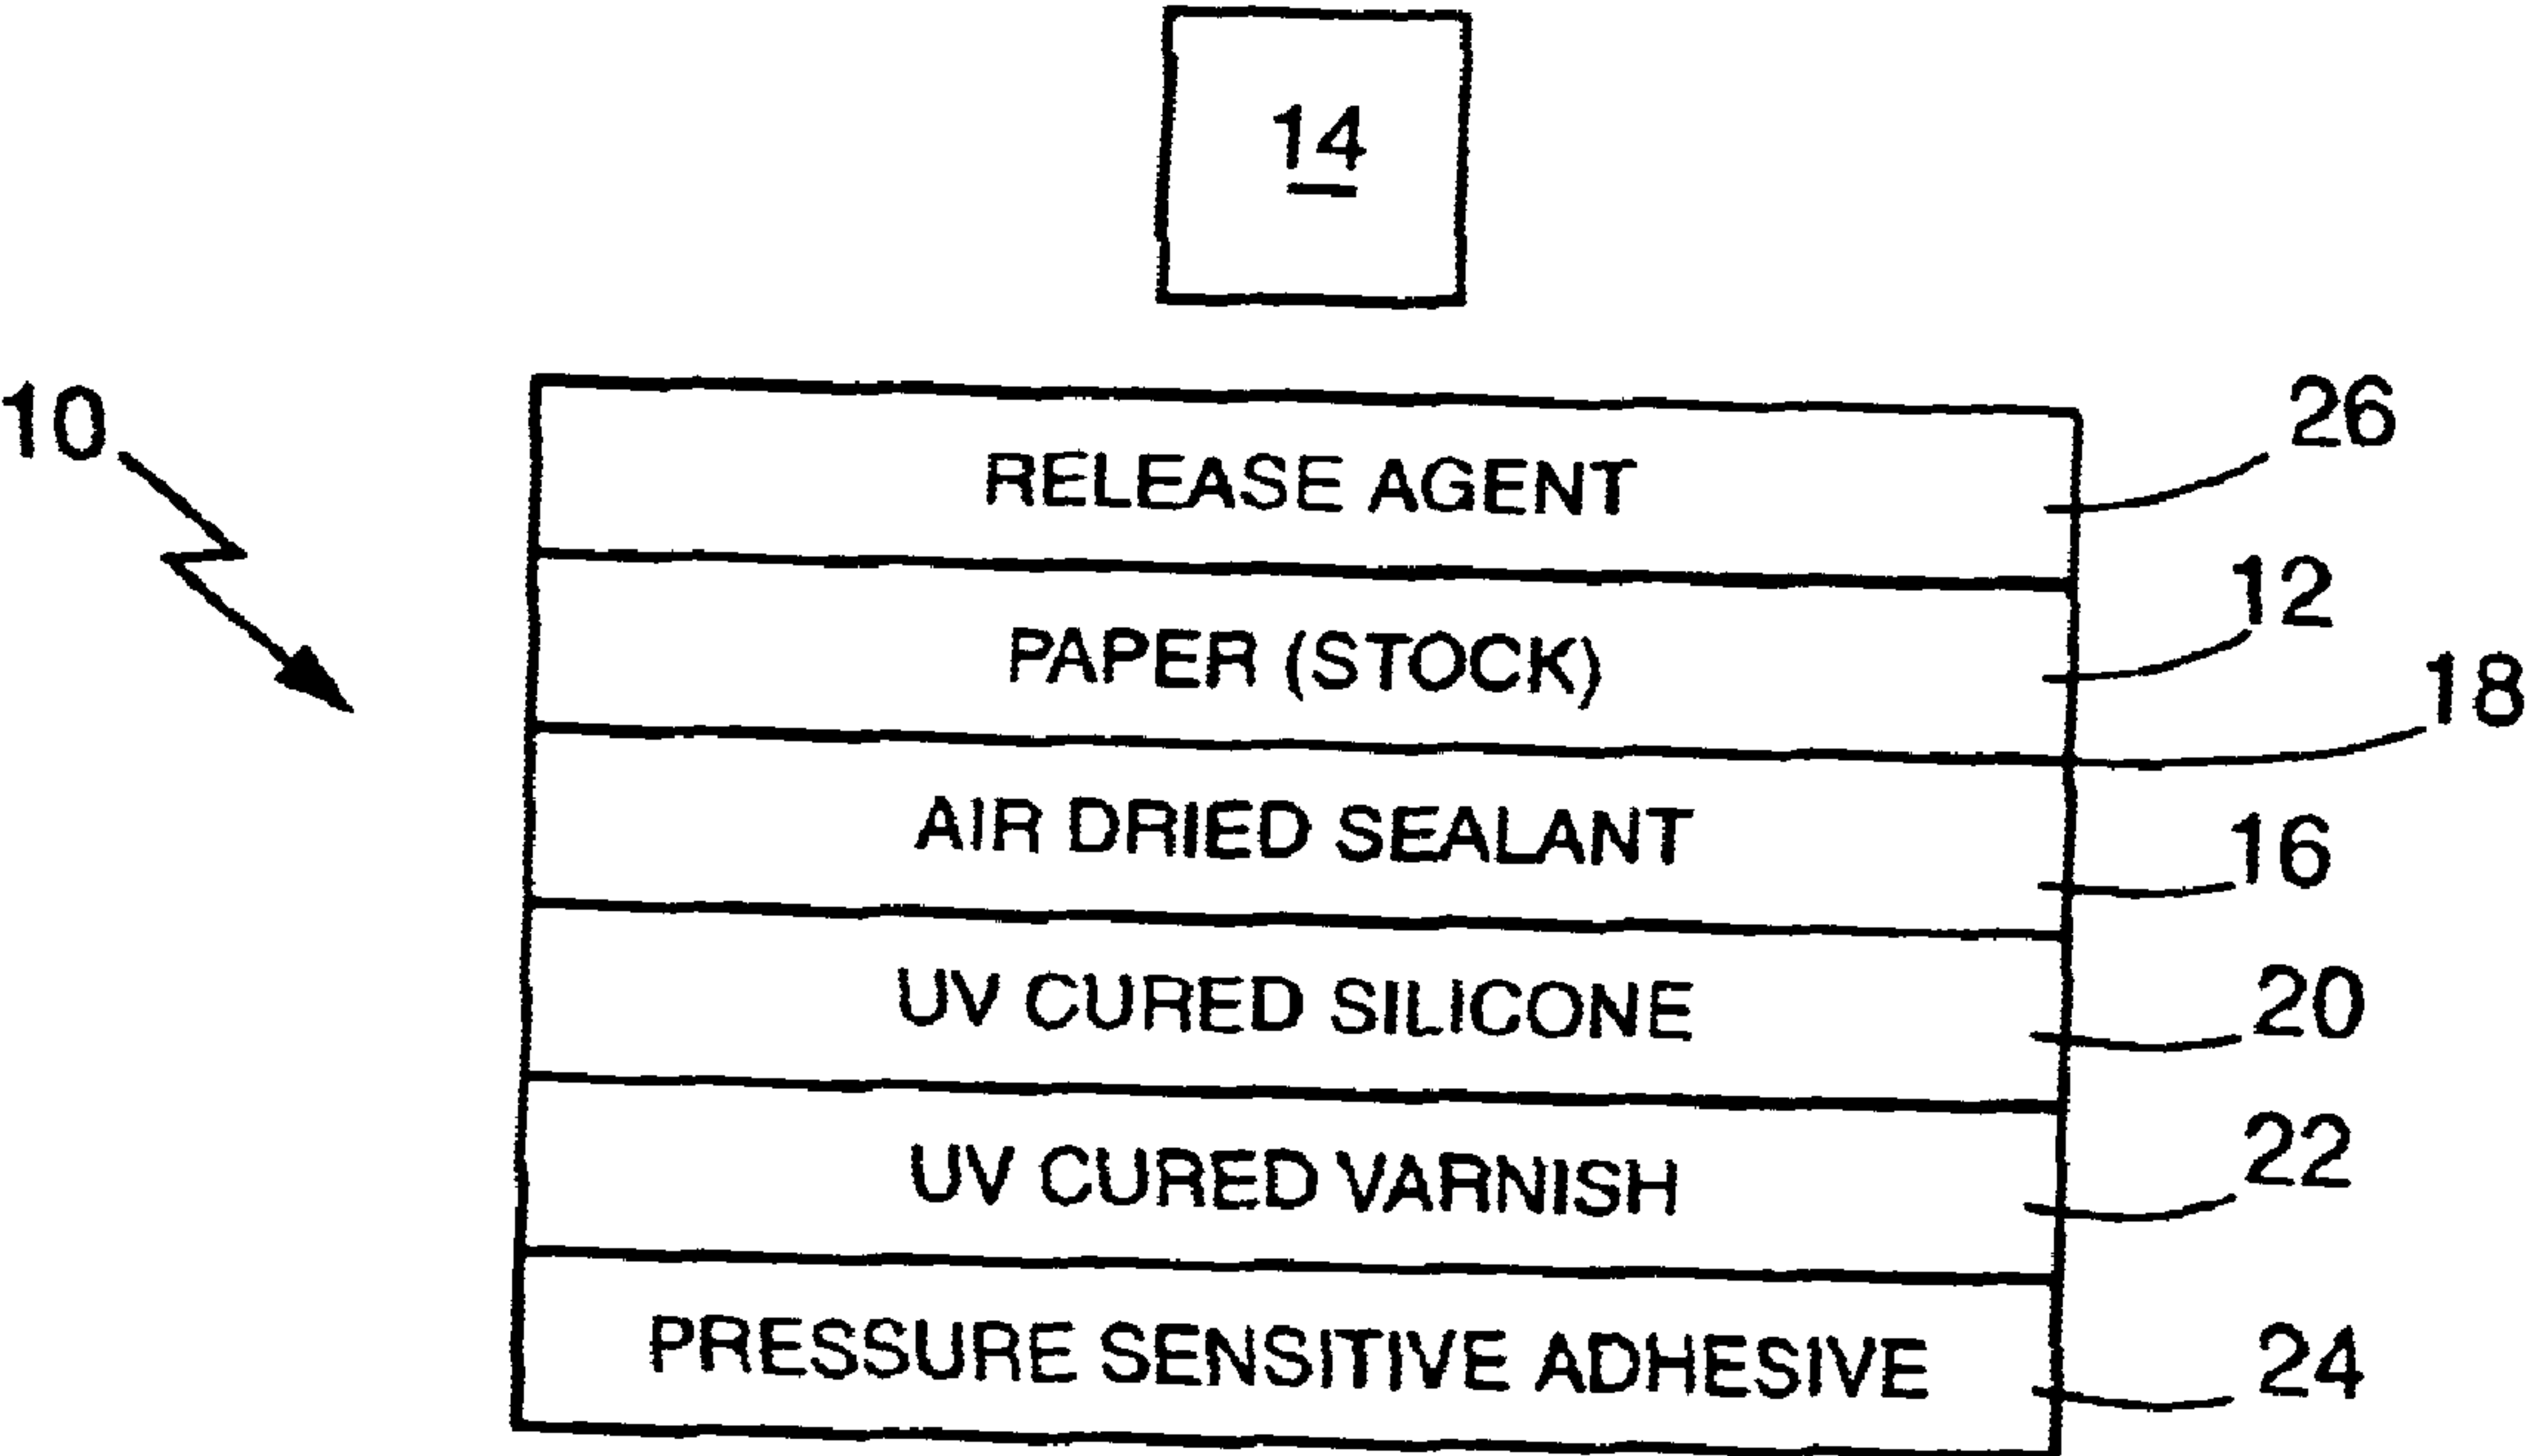 14
10
RELEASE AGENT 26
PAPER (STOCK) 12
18
AIR DRIED SEALANT 16
UV CURED SILICONE 20
UV CURED VARNISH 22
PRESSURE SENSITIVE ADHESIVE 24